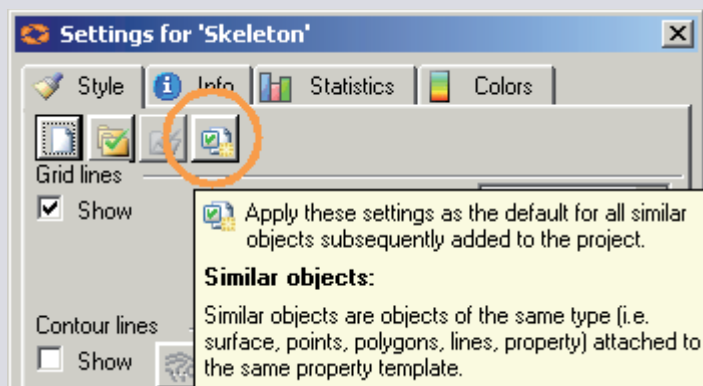 Settings for 'Skeleton'
Style Info Statistics Colors
Grid lines
Show
Apply these settings as the default for all similar
objects subsequently added to the project.
Similar objects:
Similar objects are objects of the same type (i.e.
surface, points, polygons, lines, property) attached to
the same property template.
Contour lines
Show